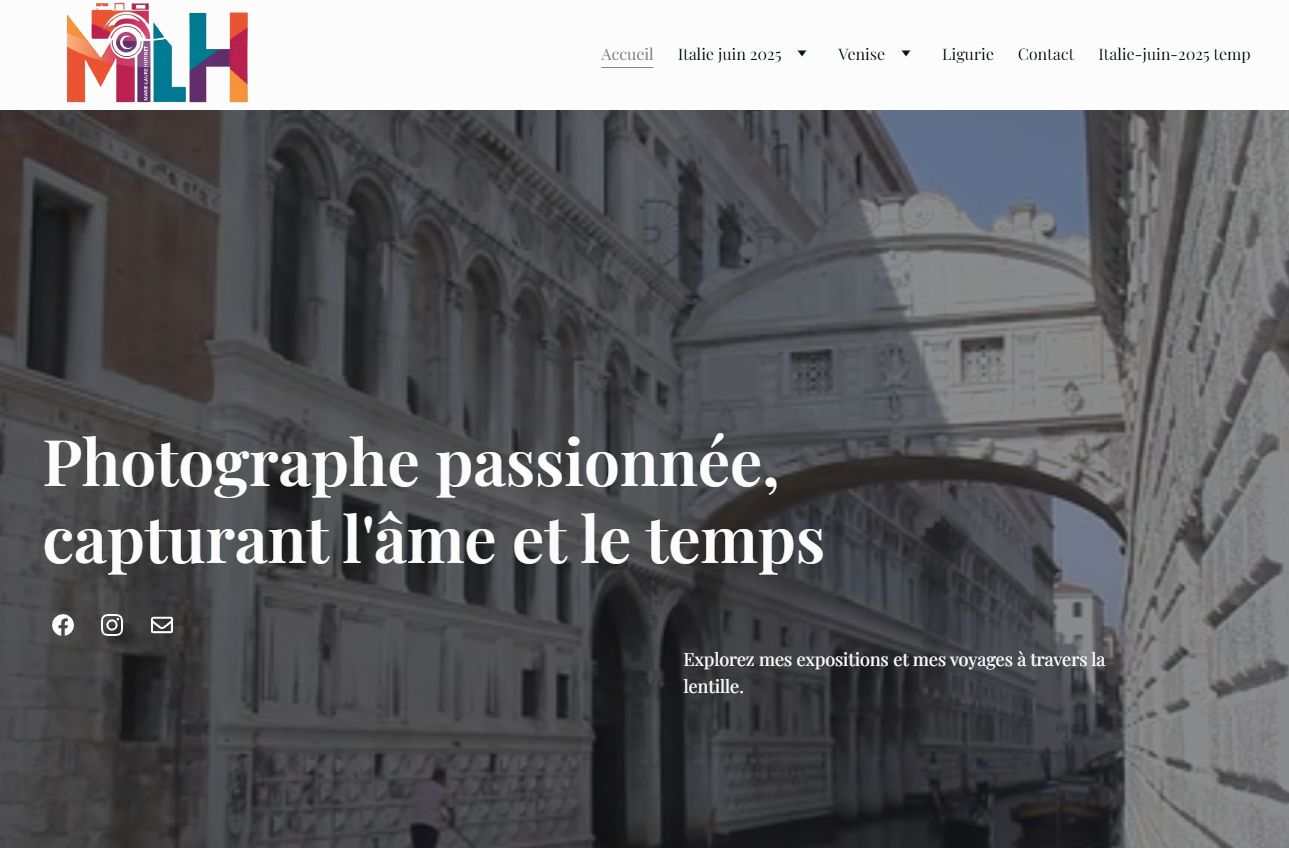 MLH
Accueil
Italie juin 2025
Venise
Ligurie
Contact
Italie-juin-2025 temp
Photographe passionnée,
capturant l'âme et le temps
Explorez mes expositions et mes voyages à travers la
lentille.